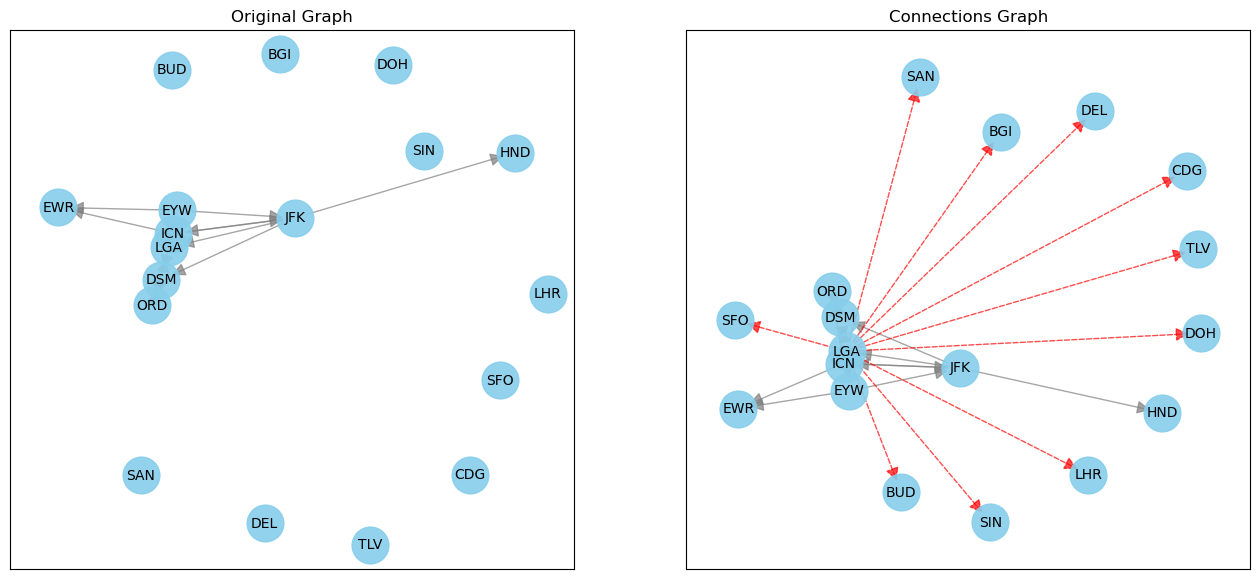 Original Graph
BUD
BGI
DOH
SIN
HND
EWR
EYW
JFK
ICN
LGA
DSM
ORD
LHR
SFO
SAN
CDG
DEL
TLV
Connections Graph
SAN
BGI
DEL
CDG
TLV
ORD
DSM
SFO
DOH
LGA
ICN
JFK
EYW
EWR
HND
LHR
BUD
SIN